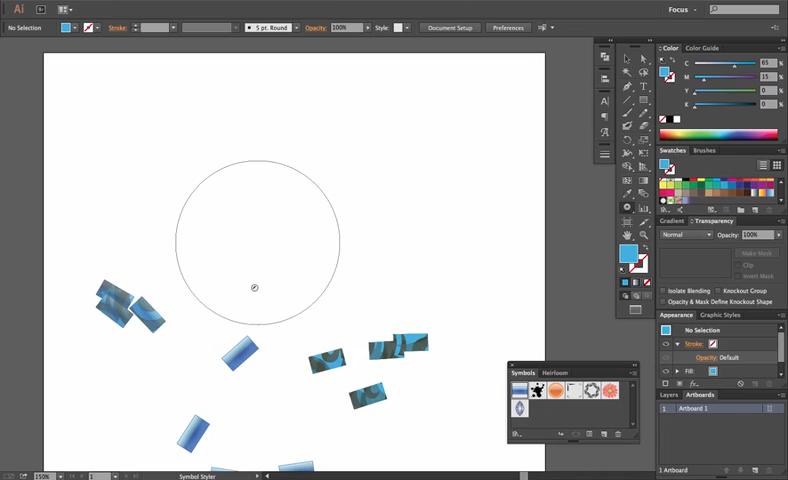 Ai
Br
Focus
No Selection
Stroke:
5 pt. Round
Opacity:
100%
Style:
Document Setup
Preferences
Color
Color Guide
C
65
%
M
15
%
Y
0
%
K
0
%
Swatches
Brushes
Gradient
Transparency
Normal
Opacity:
100%
Make Mask
Clip
Invert Mask
Isolate Blending
Knockout Group
Opacity & Mask Define Knockout Shape
Appearance
Graphic Styles
No Selection
Stroke:
Opacity: Default
Fill:
fx
Layers
Artboards
1
Artboard 1
1 Artboard
Symbols
Heirloom
150%
1
Symbol Styler